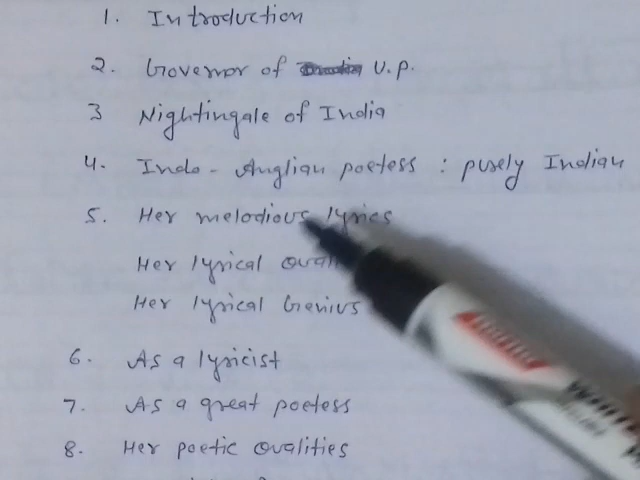 1. Introduction
2. Governor of U.P.
3 Nightingale of India
4. Indo-Anglian poetess : purely Indian
5. Her melodious lyrics
Her lyrical
Her lyrical Genius
6. As a lyricist
7. As a great poetess
8. Her poetic Qualities